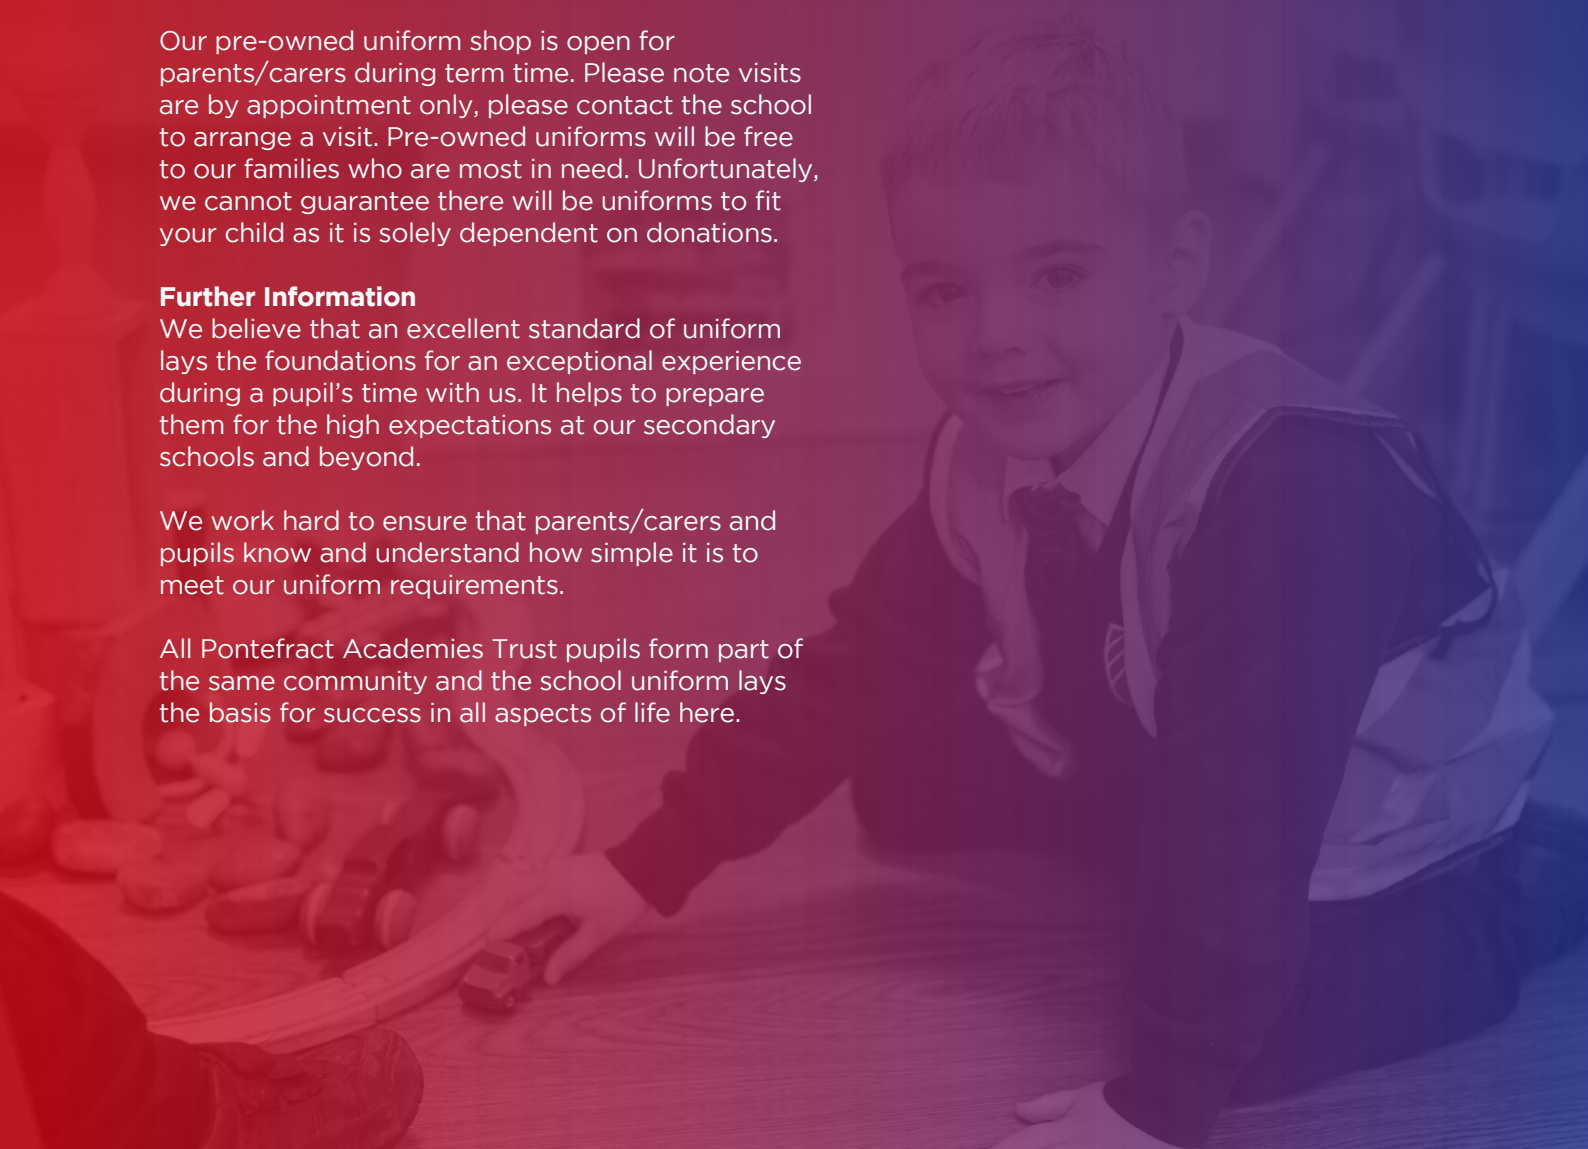 Our pre-owned uniform shop is open for
parents/carers during term time. Please note visits
are by appointment only, please contact the school
to arrange a visit. Pre-owned uniforms will be free
to our families who are most in need. Unfortunately,
we cannot guarantee there will be uniforms to fit
your child as it is solely dependent on donations.
Further Information
We believe that an excellent standard of uniform
lays the foundations for an exceptional experience
during a pupil’s time with us. It helps to prepare
them for the high expectations at our secondary
schools and beyond.
We work hard to ensure that parents/carers and
pupils know and understand how simple it is to
meet our uniform requirements.
All Pontefract Academies Trust pupils form part of
the same community and the school uniform lays
the basis for success in all aspects of life here.